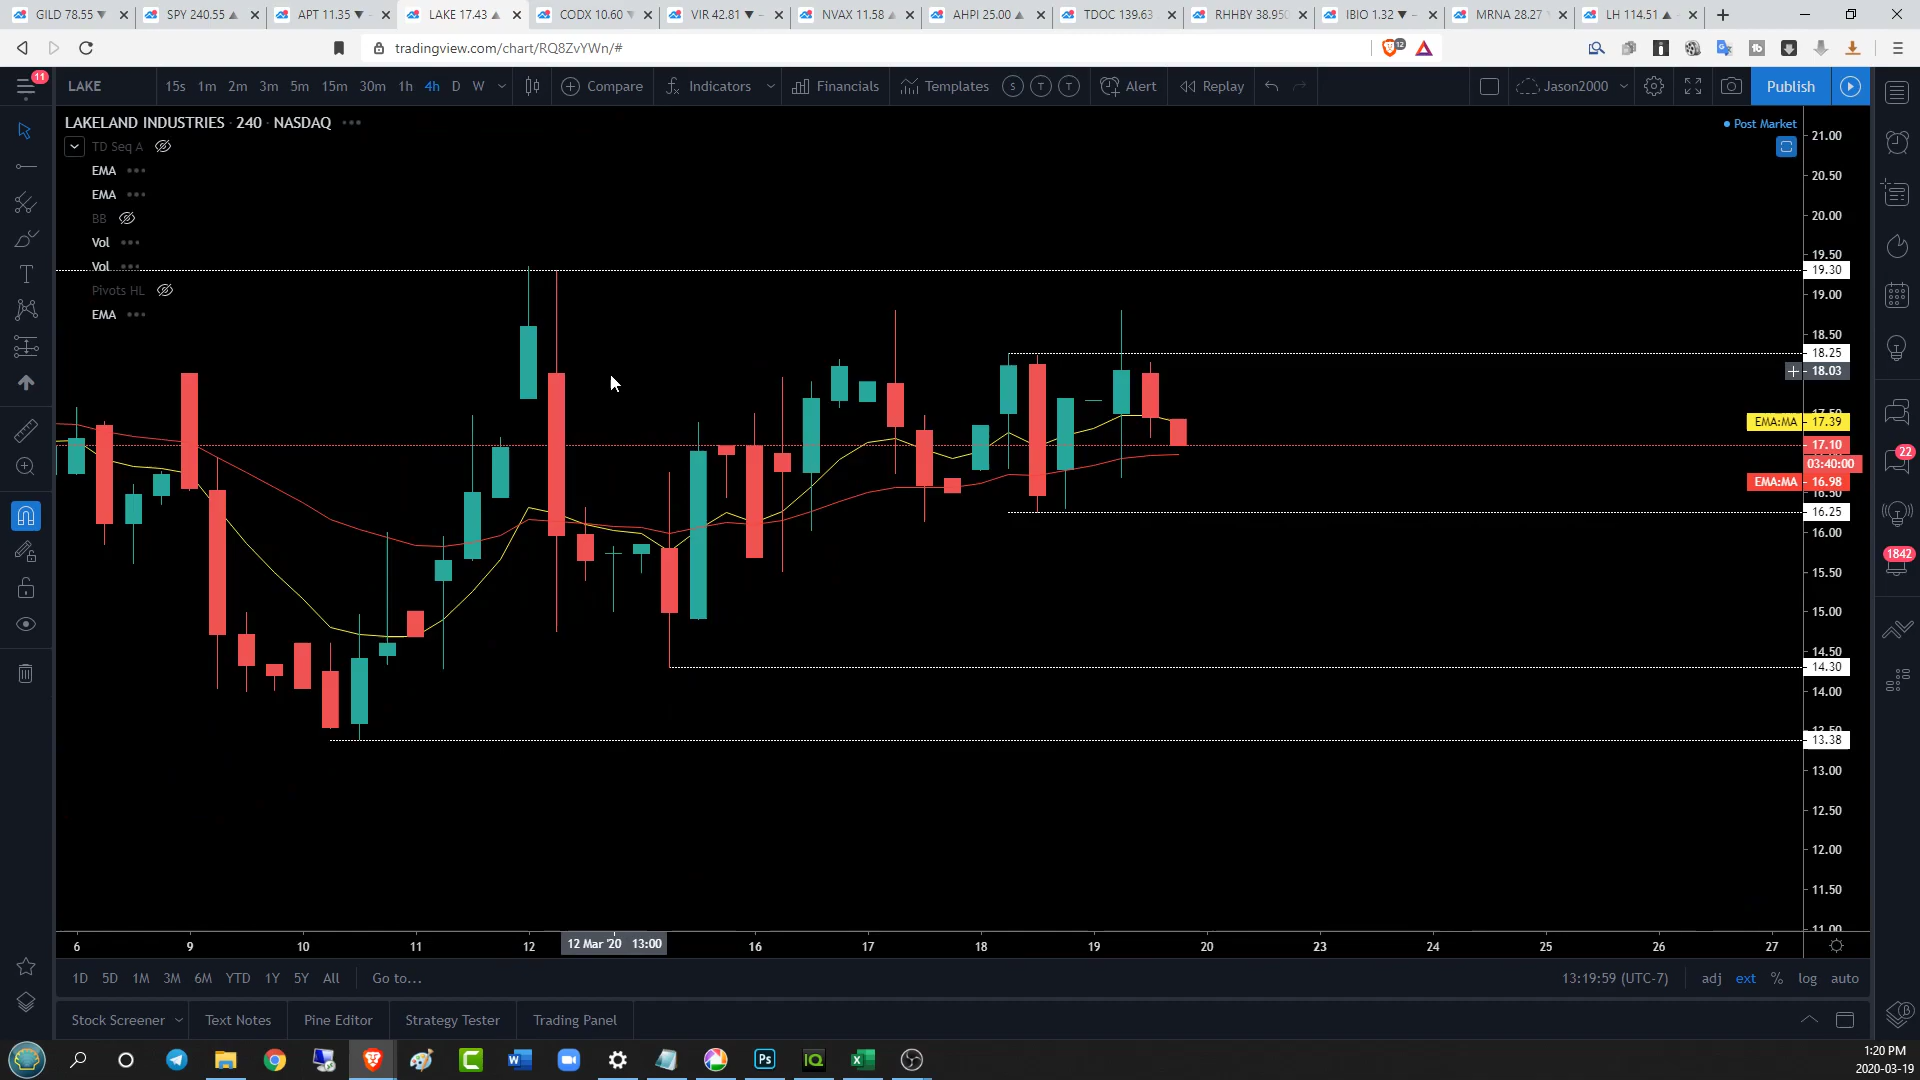 GILD 78.55 ▼ SPY 240.55 ▲ APT 11.35 ▼ LAKE 17.43 ▲ CODX 10.60 ▼ VIR 42.81 ▼ NVAX 11.58 ▲ AHPI 25.00 ▲ TDOC 139.63 RHHBY 38.950 IBIO 1.32 ▼ MRNA 28.27 ▼ LH 114.51 ▲
tradingview.com/chart/RQ8ZvYWn/#
12
11
LAKE 15s 1m 2m 3m 5m 15m 30m 1h 4h D W Compare Indicators Financials Templates S T T Alert Replay Jason2000 Publish
LAKELAND INDUSTRIES · 240 · NASDAQ
Post Market
TD Seq A
EMA
EMA
BB
Vol
Vol
Pivots HL
EMA
21.00
20.50
20.00
19.50
19.30
19.00
18.50
18.25
18.03
EMA:MA 17.39
17.10
03:40:00
EMA:MA 16.98
16.50
16.25
16.00
15.50
15.00
14.50
14.30
14.00
13.38
13.00
12.50
12.00
11.50
11.00
22
1842
6 9 10 11 12 12 Mar '20 13:00 16 17 18 19 20 23 24 25 26 27
1D 5D 1M 3M 6M YTD 1Y 5Y All Go to... 13:19:59 (UTC-7) adj ext % log auto
Stock Screener Text Notes Pine Editor Strategy Tester Trading Panel
1:20 PM
2020-03-19